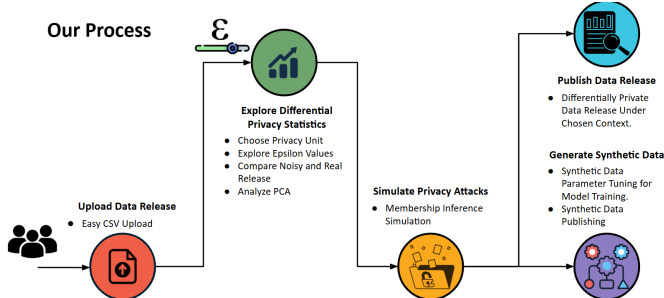 Our Process
ε
Explore Differential
Privacy Statistics
● Choose Privacy Unit
● Explore Epsilon Values
● Compare Noisy and Real
Release
● Analyze PCA
Upload Data Release
● Easy CSV Upload
Simulate Privacy Attacks
● Membership Inference
Simulation
Publish Data Release
● Differentially Private
Data Release Under
Chosen Context.
Generate Synthetic Data
● Synthetic Data
Parameter Tuning for
Model Training.
● Synthetic Data
Publishing